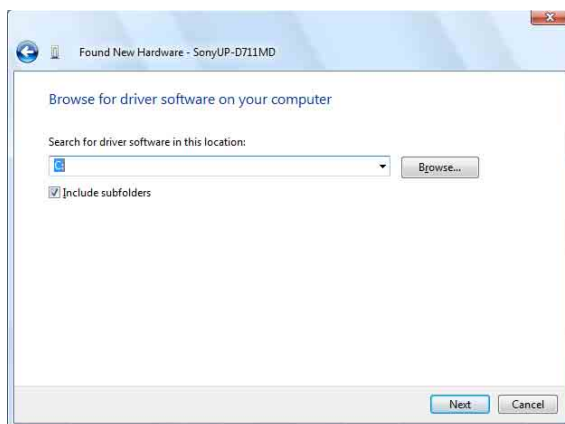 Found New Hardware - SonyUP-D711MD
Browse for driver software on your computer
Search for driver software in this location:
C:
Browse...
Include subfolders
Next
Cancel